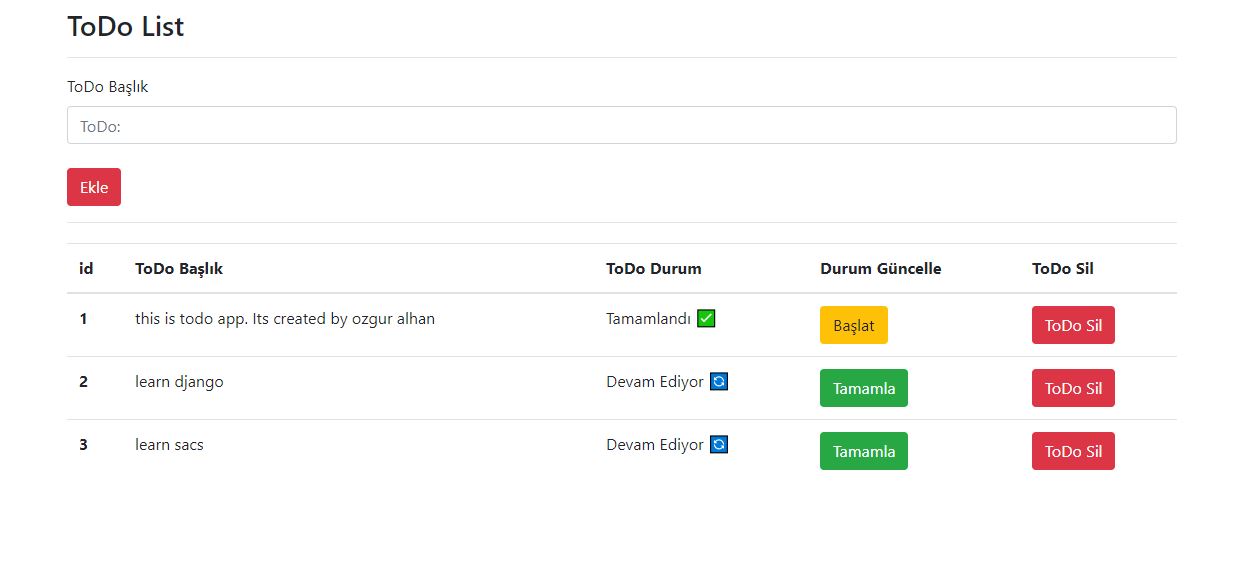 ToDo List
ToDo Başlık
ToDo:
Ekle
id ToDo Başlık ToDo Durum Durum Güncelle ToDo Sil
1 this is todo app. Its created by ozgur alhan Tamamlandı ✅ Başlat ToDo Sil
2 learn django Devam Ediyor 🔄 Tamamla ToDo Sil
3 learn sacs Devam Ediyor 🔄 Tamamla ToDo Sil